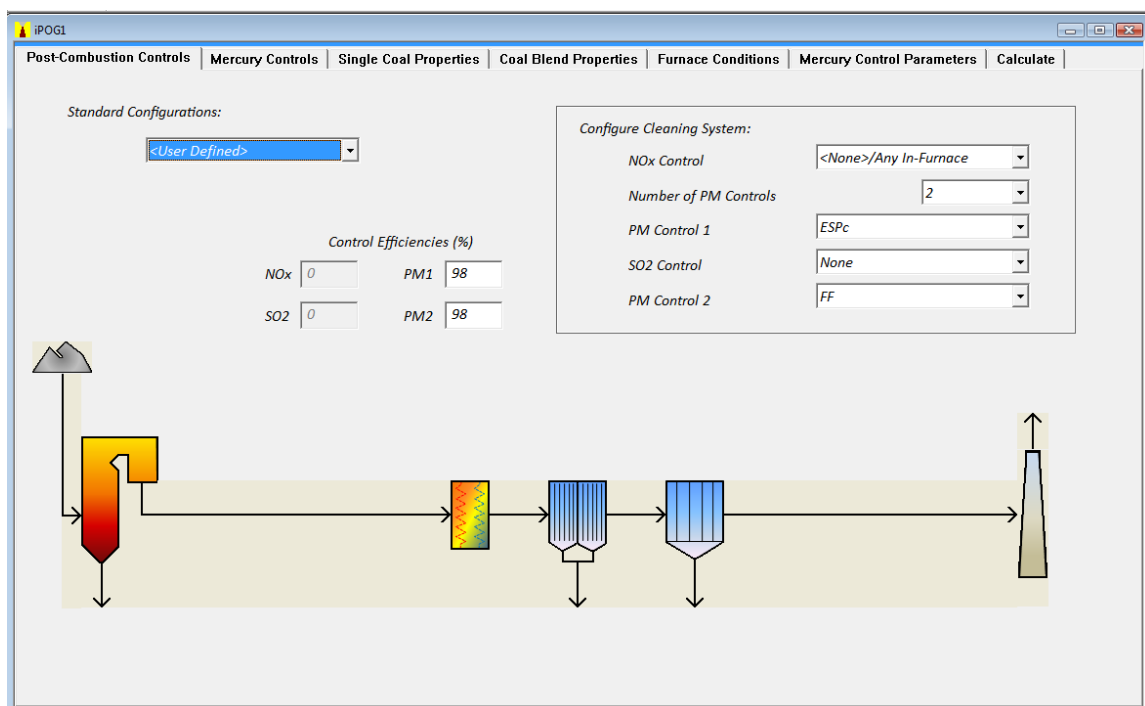 iPOG1
Post-Combustion Controls Mercury Controls Single Coal Properties Coal Blend Properties Furnace Conditions Mercury Control Parameters Calculate
Standard Configurations:
<User Defined>
Control Efficiencies (%)
NOx 0 PM1 98
SO2 0 PM2 98
Configure Cleaning System:
NOx Control <None>/Any In-Furnace
Number of PM Controls 2
PM Control 1 ESPc
SO2 Control None
PM Control 2 FF